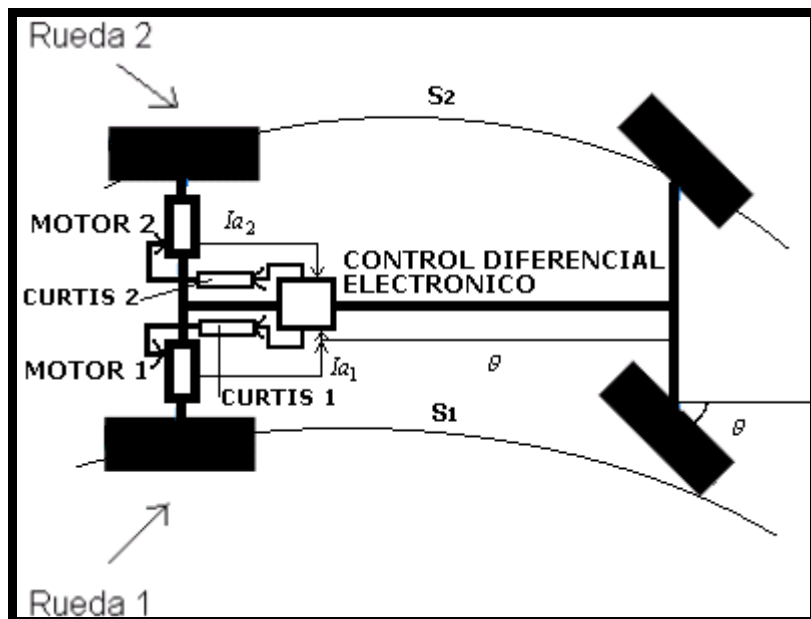 Rueda 2
S2
MOTOR 2
Ia2
CONTROL DIFERENCIAL
ELECTRONICO
CURTIS 2
MOTOR 1
Ia1
θ
CURTIS 1
S1
θ
Rueda 1